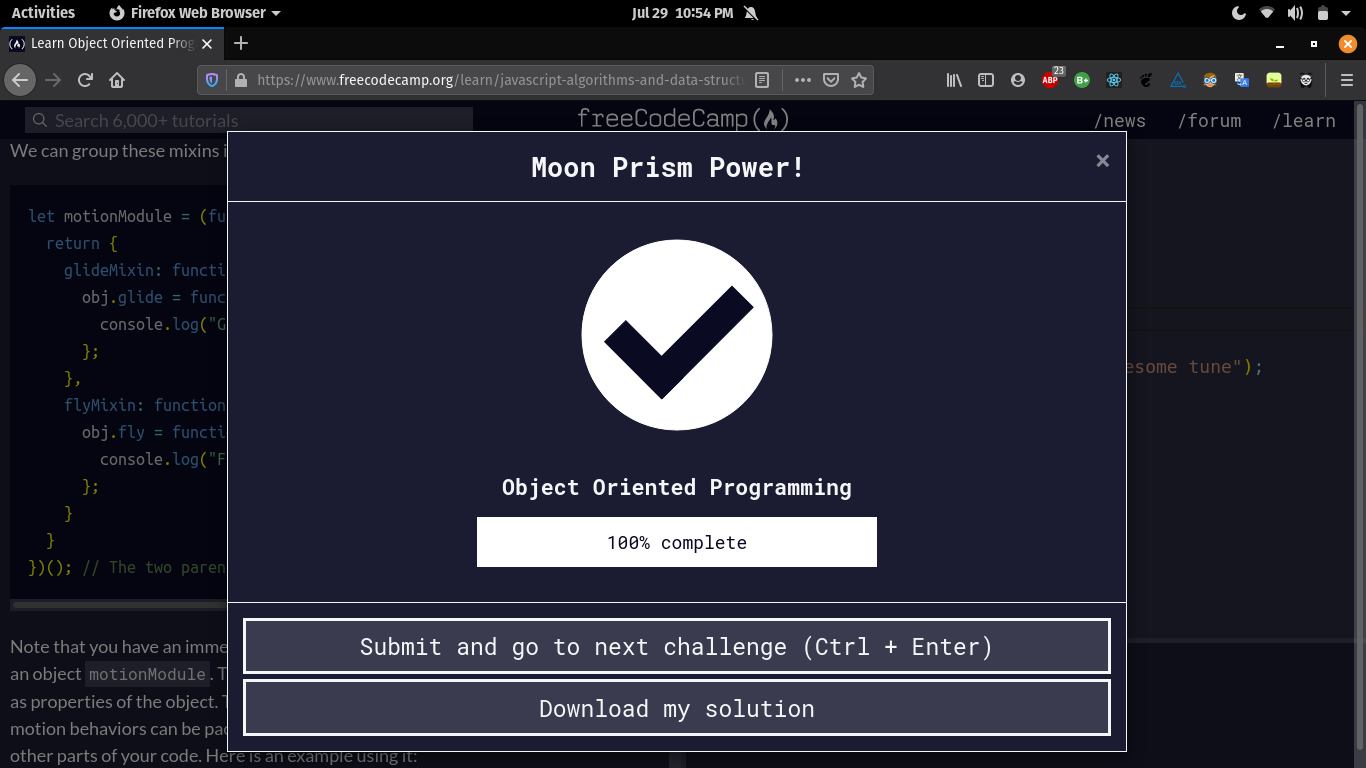 Activities Firefox Web Browser Jul 29 10:54 PM
Learn Object Oriented Prog
https://www.freecodecamp.org/learn/javascript-algorithms-and-data-struct
ABP 23 B+
Search 6,000+ tutorials freeCodeCamp /news /forum /learn
We can group these mixins i
let motionModule = (fu
return {
glideMixin: functi
obj.glide = func
console.log("G
};
},
flyMixin: function
obj.fly = functi
console.log("F
};
}
}
})(); // The two paren
Note that you have an imme
an object motionModule. T
as properties of the object. T
motion behaviors can be pac
other parts of your code. Here is an example using it:
Moon Prism Power! ×
Object Oriented Programming
100% complete
Submit and go to next challenge (Ctrl + Enter)
Download my solution
esome tune");